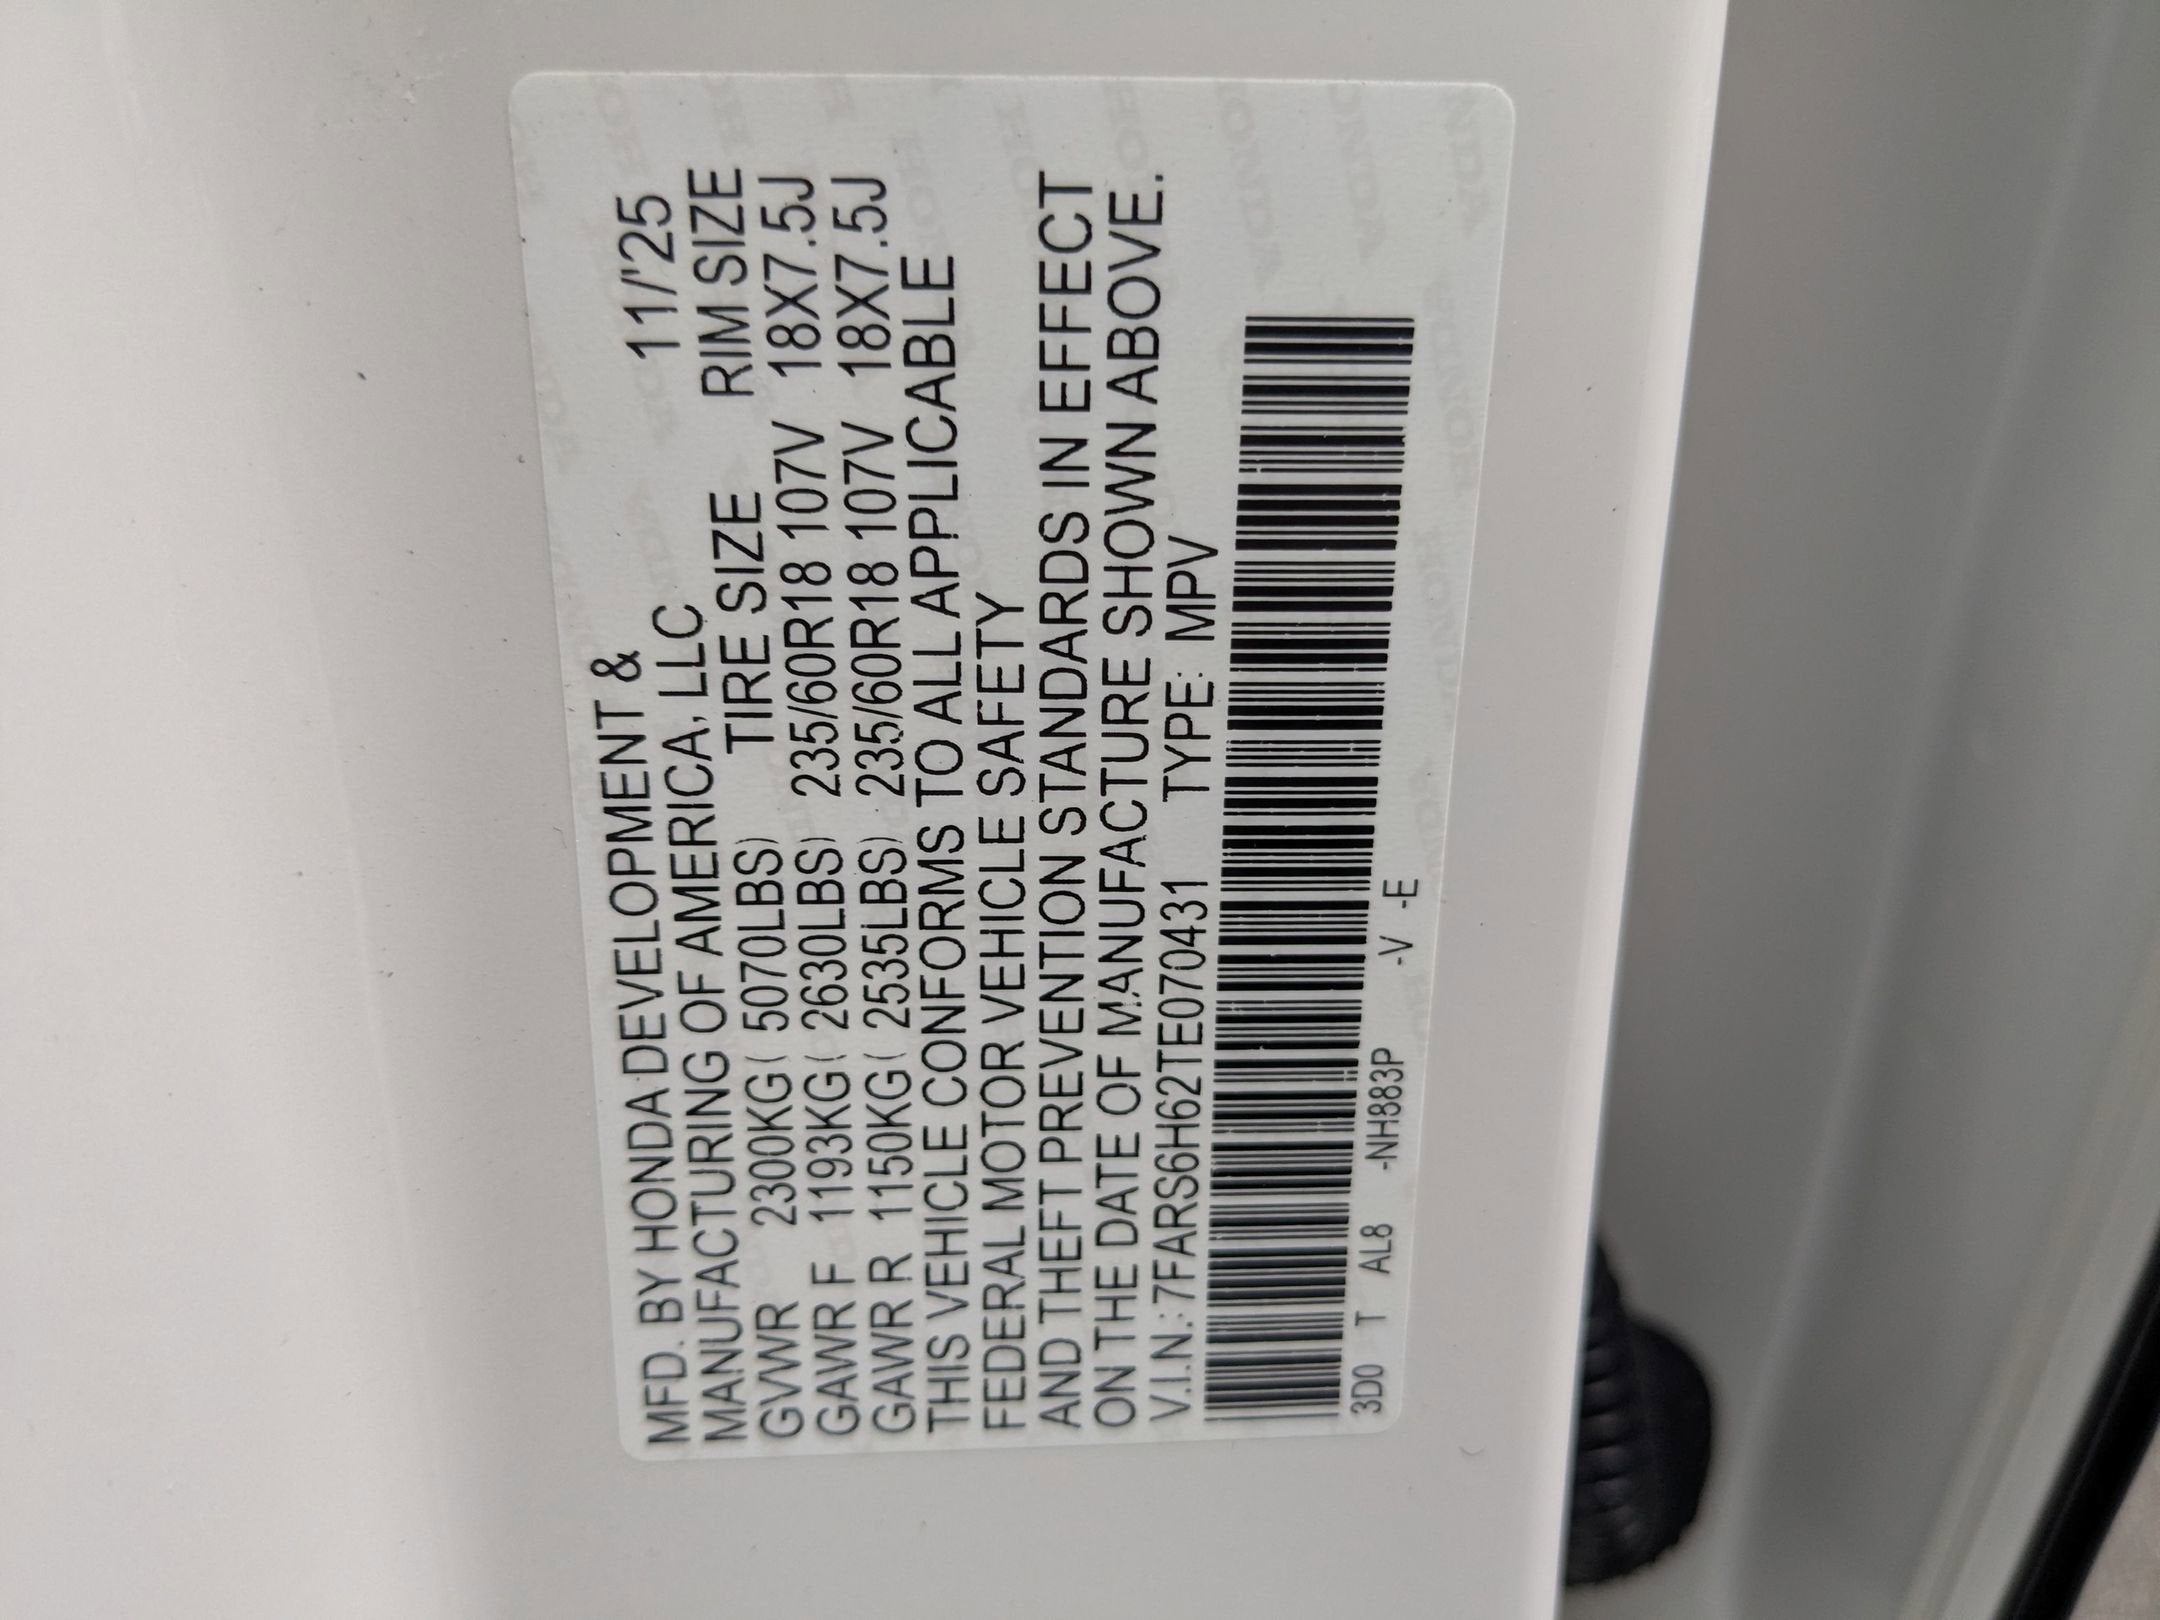 MFD. BY HONDA DEVELOPMENT &
MANUFACTURING OF AMERICA, LLC 11/'25
TIRE SIZE RIM SIZE
GVWR 2300KG ( 5070LBS)
GAWR F 1193KG ( 2630LBS) 235/60R18 107V 18X7.5J
GAWR R 1150KG ( 2535LBS) 235/60R18 107V 18X7.5J
THIS VEHICLE CONFORMS TO ALL APPLICABLE
FEDERAL MOTOR VEHICLE SAFETY
AND THEFT PREVENTION STANDARDS IN EFFECT
ON THE DATE OF MANUFACTURE SHOWN ABOVE.
V.I.N.: 7FARS6H62TE070431 TYPE: MPV
3D0 T AL8 -NH883P -V -E